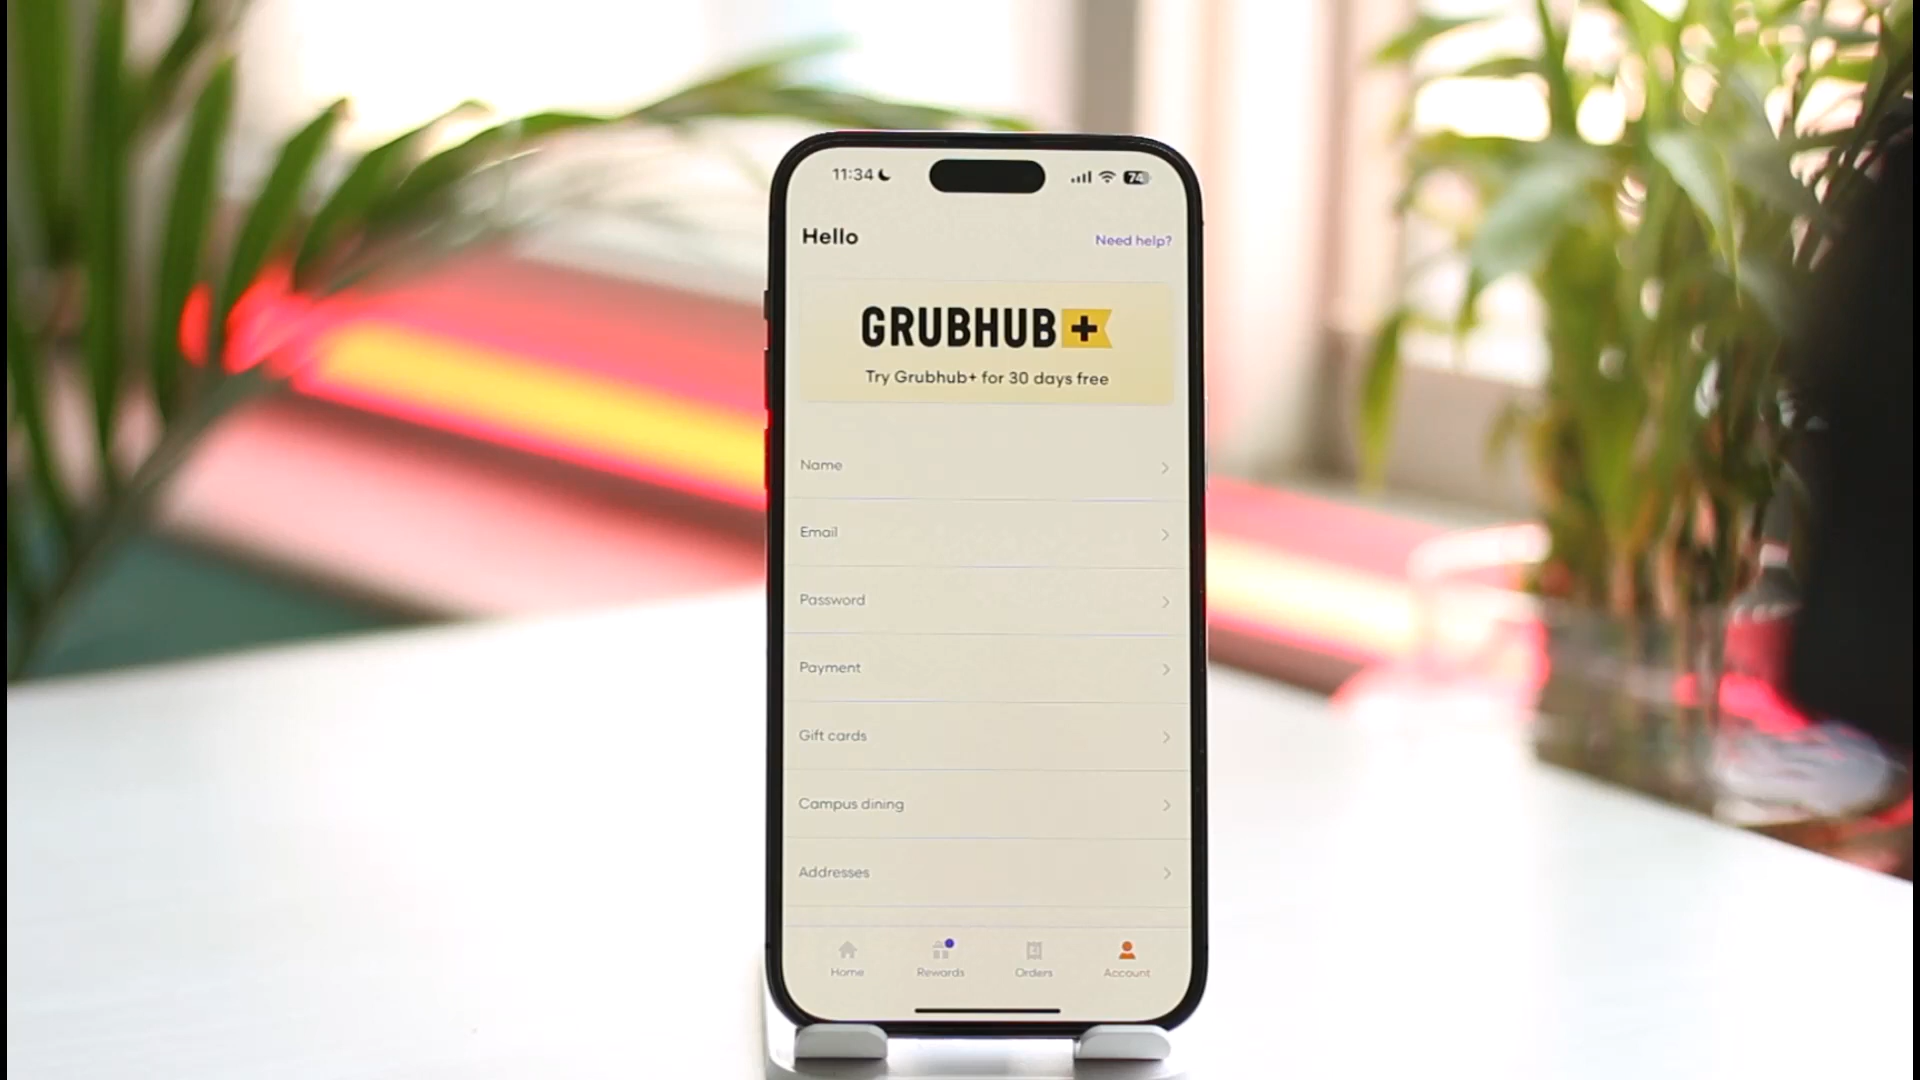 11:34
74
Hello
Need help?
GRUBHUB+
Try Grubhub+ for 30 days free
Name
Email
Password
Payment
Gift cards
Campus dining
Addresses
Home
Rewards
Orders
Account